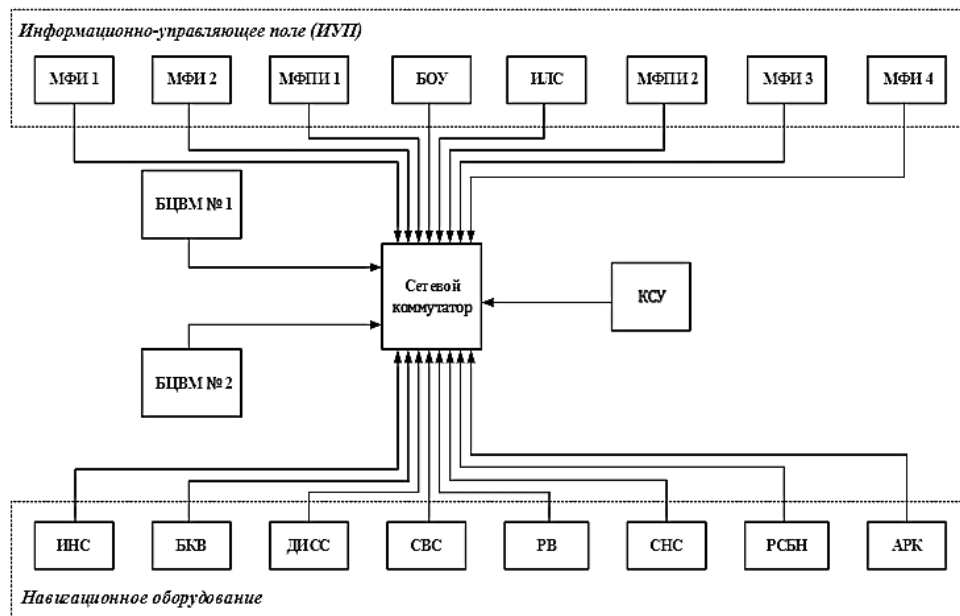 Информационно-управляющее поле (ИУП)
МФИ 1
МФИ 2
МФПИ 1
БОУ
ИЛС
МФПИ 2
МФИ 3
МФИ 4
БЦВМ № 1
Сетевой
коммутатор
КСУ
БЦВМ № 2
ИНС
БКВ
ДИСС
СВС
РВ
СНС
РСБН
АРК
Навигационное оборудование